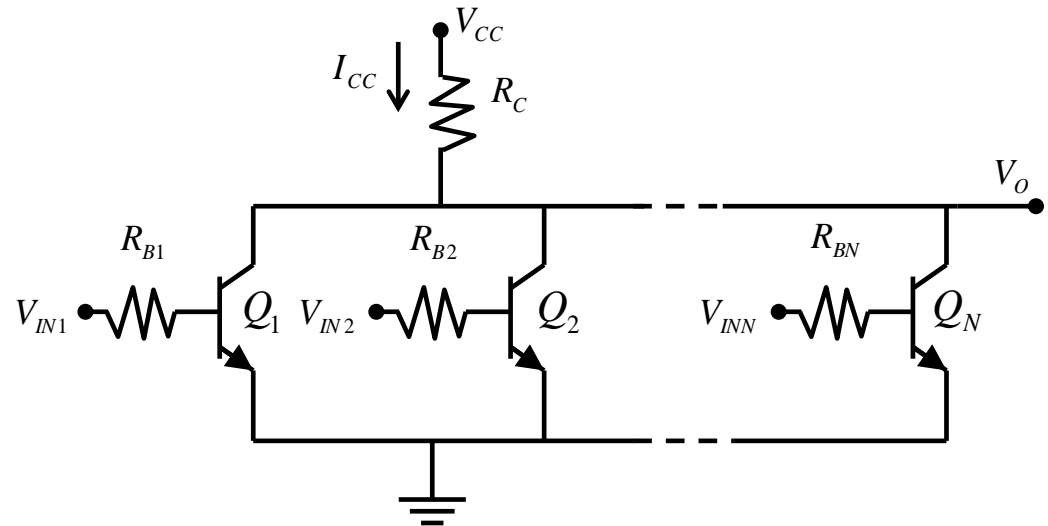 V_CC
I_CC
R_C
V_O
R_B1 R_B2 R_BN
V_IN1 Q_1 V_IN2 Q_2 V_INN Q_N